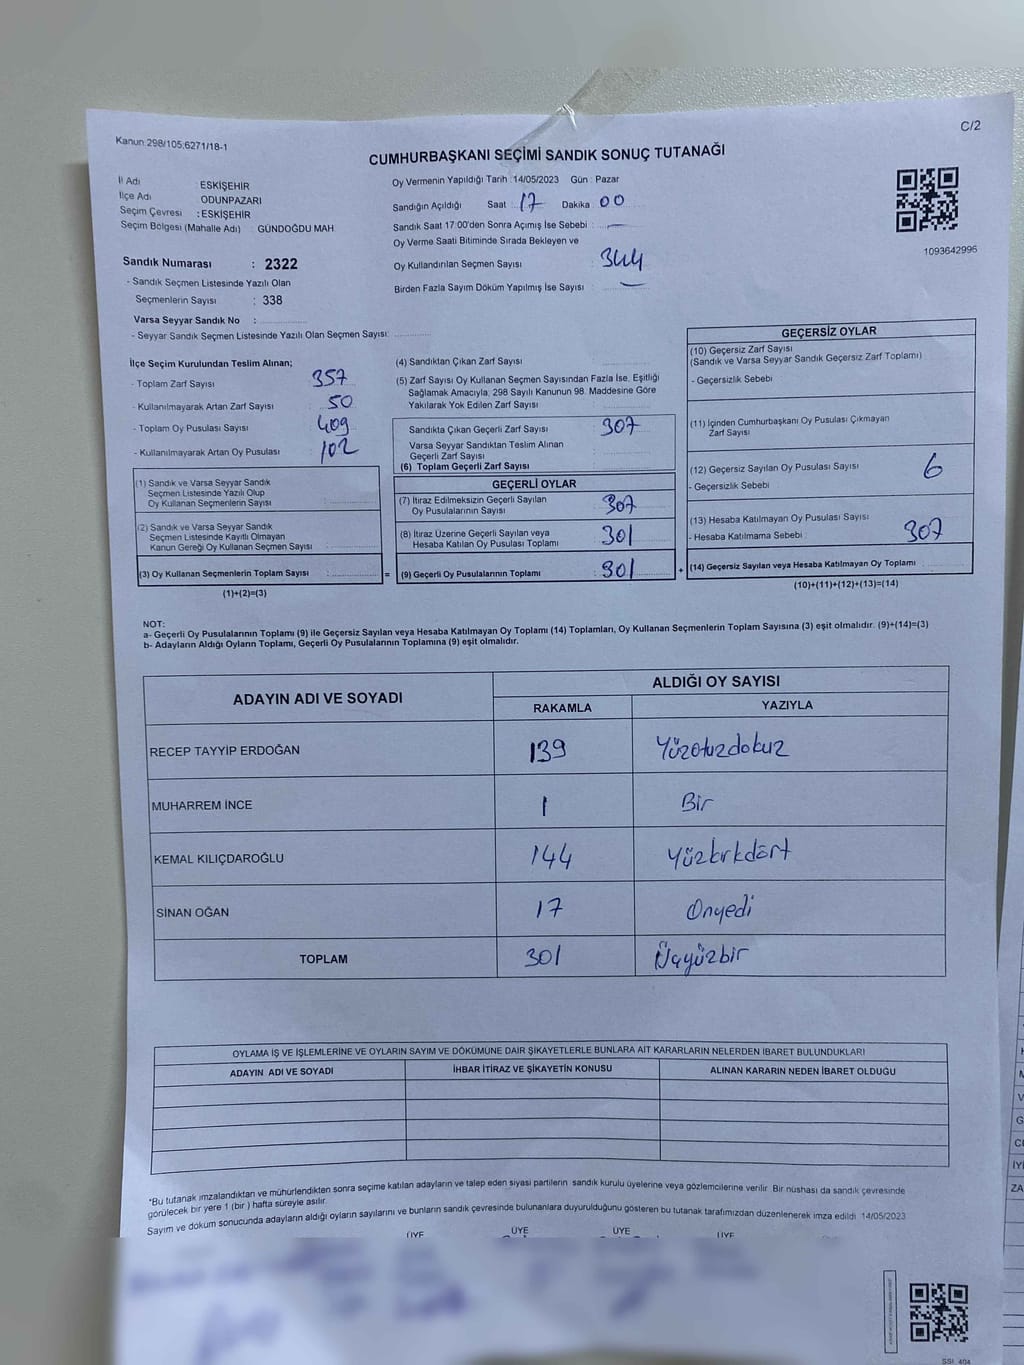 Kanun:298/105;6271/18-1
C/2
CUMHURBAŞKANI SEÇİMİ SANDIK SONUÇ TUTANAĞI
İl Adı : ESKİŞEHİR
İlçe Adı ODUNPAZARI
Seçim Çevresi : ESKİŞEHİR
Seçim Bölgesi (Mahalle Adı) : GÜNDOĞDU MAH
Sandık Numarası : 2322
- Sandık Seçmen Listesinde Yazılı Olan
Seçmenlerin Sayısı : 338
Varsa Seyyar Sandık No :
- Seyyar Sandık Seçmen Listesinde Yazılı Olan Seçmen Sayısı:
Oy Vermenin Yapıldığı Tarih :14/05/2023 Gün : Pazar
Sandığın Açıldığı Saat : 17 Dakika : 00
Sandık Saat 17:00'den Sonra Açımış İse Sebebi : —
Oy Verme Saati Bitiminde Sırada Bekleyen ve
Oy Kullandırılan Seçmen Sayısı : 344
Birden Fazla Sayım Döküm Yapılmış İse Sayısı : —
1093642996
İlçe Seçim Kurulundan Teslim Alınan;
- Toplam Zarf Sayısı 357
- Kullanılmayarak Artan Zarf Sayısı : 50
- Toplam Oy Pusulası Sayısı : 409
- Kullanılmayarak Artan Oy Pusulası 102
(1) Sandık ve Varsa Seyyar Sandık
Seçmen Listesinde Yazılı Olup
Oy Kullanan Seçmenlerin Sayısı :
(2) Sandık ve Varsa Seyyar Sandık
Seçmen Listesinde Kayıtlı Olmayan
Kanun Gereği Oy Kullanan Seçmen Sayısı :
(3) Oy Kullanan Seçmenlerin Toplam Sayısı : =
(1)+(2)=(3)
(4) Sandıktan Çıkan Zarf Sayısı :
(5) Zarf Sayısı Oy Kullanan Seçmen Sayısından Fazla İse, Eşitliği
Sağlamak Amacıyla, 298 Sayılı Kanunun 98. Maddesine Göre
Yakılarak Yok Edilen Zarf Sayısı :
Sandıkta Çıkan Geçerli Zarf Sayısı : 307
Varsa Seyyar Sandıktan Teslim Alınan
Geçerli Zarf Sayısı
(6) Toplam Geçerli Zarf Sayısı
GEÇERLİ OYLAR
(7) İtiraz Edilmeksizin Geçerli Sayılan
Oy Pusulalarının Sayısı : 307
(8) İtiraz Üzerine Geçerli Sayılan veya
Hesaba Katılan Oy Pusulası Toplamı : 301
(9) Geçerli Oy Pusulalarının Toplamı : 301 +
GEÇERSİZ OYLAR
(10) Geçersiz Zarf Sayısı
(Sandık ve Varsa Seyyar Sandık Geçersiz Zarf Toplamı)
- Geçersizlik Sebebi
(11) İçinden Cumhurbaşkanı Oy Pusulası Çıkmayan
Zarf Sayısı
(12) Geçersiz Sayılan Oy Pusulası Sayısı 6
- Geçersizlik Sebebi
(13) Hesaba Katılmayan Oy Pusulası Sayısı 307
- Hesaba Katılmama Sebebi
(14) Geçersiz Sayılan veya Hesaba Katılmayan Oy Toplamı :
(10)+(11)+(12)+(13)=(14)
NOT:
a- Geçerli Oy Pusulalarının Toplamı (9) ile Geçersiz Sayılan veya Hesaba Katılmayan Oy Toplamı (14) Toplamları, Oy Kullanan Seçmenlerin Toplam Sayısına (3) eşit olmalıdır. (9)+(14)=(3)
b- Adayların Aldığı Oyların Toplamı, Geçerli Oy Pusulalarının Toplamına (9) eşit olmalıdır.
ADAYIN ADI VE SOYADI ALDIĞI OY SAYISI
RAKAMLA YAZIYLA
RECEP TAYYİP ERDOĞAN 139 Yüzotuzdokuz
MUHARREM İNCE 1 Bir
KEMAL KILIÇDAROĞLU 144 Yüzkırkdört
SİNAN OĞAN 17 Onyedi
TOPLAM 301 Üçyüzbir
OYLAMA İŞ VE İŞLEMLERİNE VE OYLARIN SAYIM VE DÖKÜMÜNE DAİR ŞİKAYETLERLE BUNLARA AİT KARARLARIN NELERDEN İBARET BULUNDUKLARI
ADAYIN ADI VE SOYADI İHBAR İTİRAZ VE ŞİKAYETİN KONUSU ALINAN KARARIN NEDEN İBARET OLDUĞU
*Bu tutanak imzalandıktan ve mühürlendikten sonra seçime katılan adayların ve talep eden siyasi partilerin sandık kurulu üyelerine veya gözlemcilerine verilir. Bir nüshası da sandık çevresinde
görülecek bir yere 1 (bir ) hafta süreyle asılır.
Sayım ve döküm sonucunda adayların aldığı oyların sayılarını ve bunların sandık çevresinde bulunanlara duyurulduğunu gösteren bu tutanak tarafımızdan düzenlenerek imza edildi. 14/05/2023
ÜYE ÜYE ÜYE ÜYE
SSİ 404